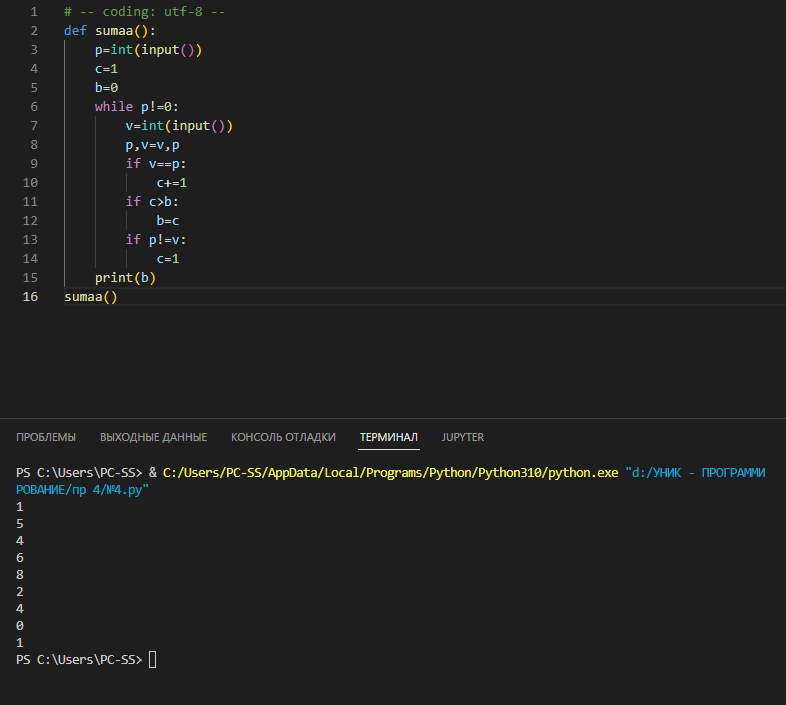 1 # -- coding: utf-8 --
2 def sumaa():
3 p=int(input())
4 c=1
5 b=0
6 while p!=0:
7 v=int(input())
8 p,v=v,p
9 if v==p:
10 c+=1
11 if c>b:
12 b=c
13 if p!=v:
14 c=1
15 print(b)
16 sumaa()
ПРОБЛЕМЫ ВЫХОДНЫЕ ДАННЫЕ КОНСОЛЬ ОТЛАДКИ ТЕРМИНАЛ JUPYTER
PS C:\Users\PC-SS> & C:/Users/PC-SS/AppData/Local/Programs/Python/Python310/python.exe "d:/УНИК - ПРОГРАММИ
РОВАНИЕ/пр 4/№4.py"
1
5
4
6
8
2
4
0
1
PS C:\Users\PC-SS>